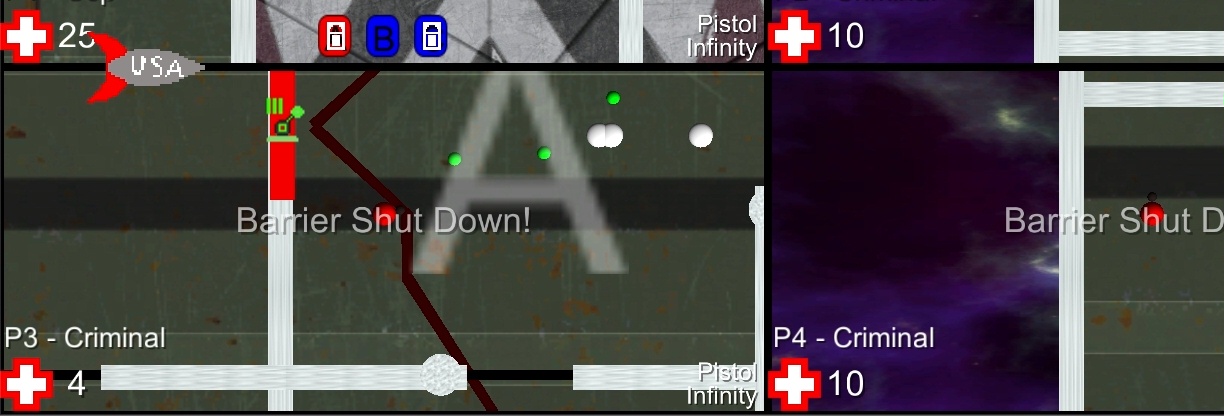 25
B
Pistol
Infinity
10
USA
A
Barrier Shut Down!
Barrier Shut D
P3 - Criminal
4
Pistol
Infinity
P4 - Criminal
10